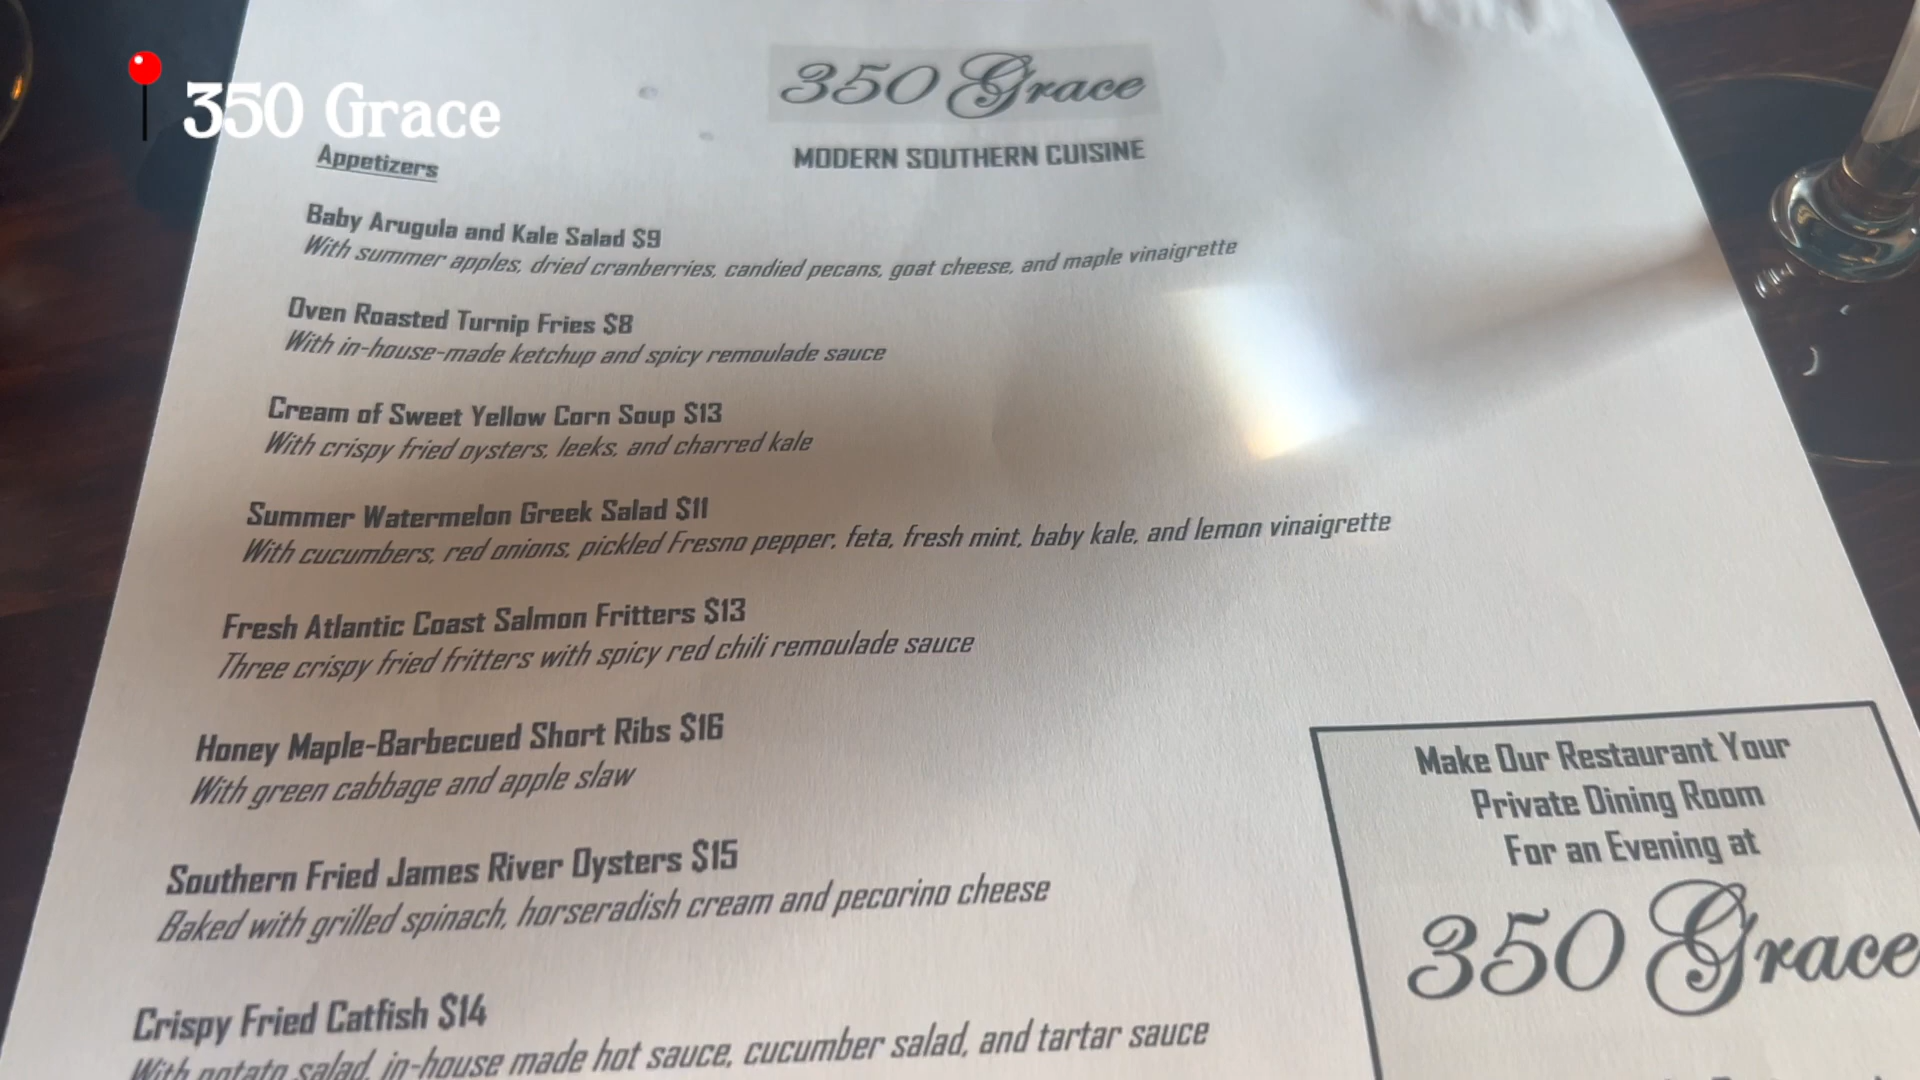 350 Grace
350 Grace
MODERN SOUTHERN CUISINE
Appetizers
Baby Arugula and Kale Salad $9
With summer apples, dried cranberries, candied pecans, goat cheese, and maple vinaigrette
Oven Roasted Turnip Fries $8
With in-house-made ketchup and spicy remoulade sauce
Cream of Sweet Yellow Corn Soup $13
With crispy fried oysters, leeks, and charred kale
Summer Watermelon Greek Salad $11
With cucumbers, red onions, pickled Fresno pepper, feta, fresh mint, baby kale, and lemon vinaigrette
Fresh Atlantic Coast Salmon Fritters $13
Three crispy fried fritters with spicy red chili remoulade sauce
Honey Maple-Barbecued Short Ribs $16
With green cabbage and apple slaw
Southern Fried James River Oysters $15
Baked with grilled spinach, horseradish cream and pecorino cheese
Crispy Fried Catfish $14
With potato salad, in-house made hot sauce, cucumber salad, and tartar sauce
Make Our Restaurant Your
Private Dining Room
For an Evening at
350 Grace